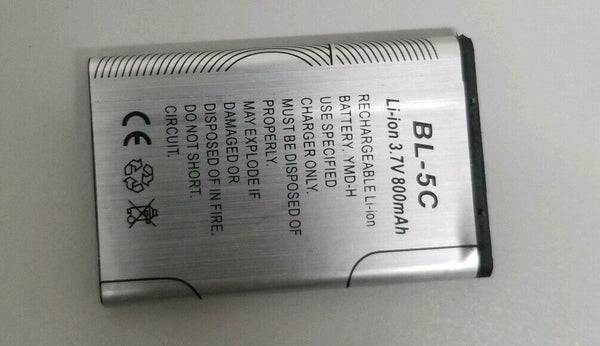 BL-5C
Li-ion 3.7V 800mAh
RECHARGEABLE Li-ion
BATTERY. YMD-H
USE SPECIFIED
CHARGER ONLY.
MUST BE DISPOSED OF
PROPERLY.
MAY EXPLODE IF
DAMAGED OR
DISPOSED OF IN FIRE.
DO NOT SHORT.
CIRCUIT.
CE